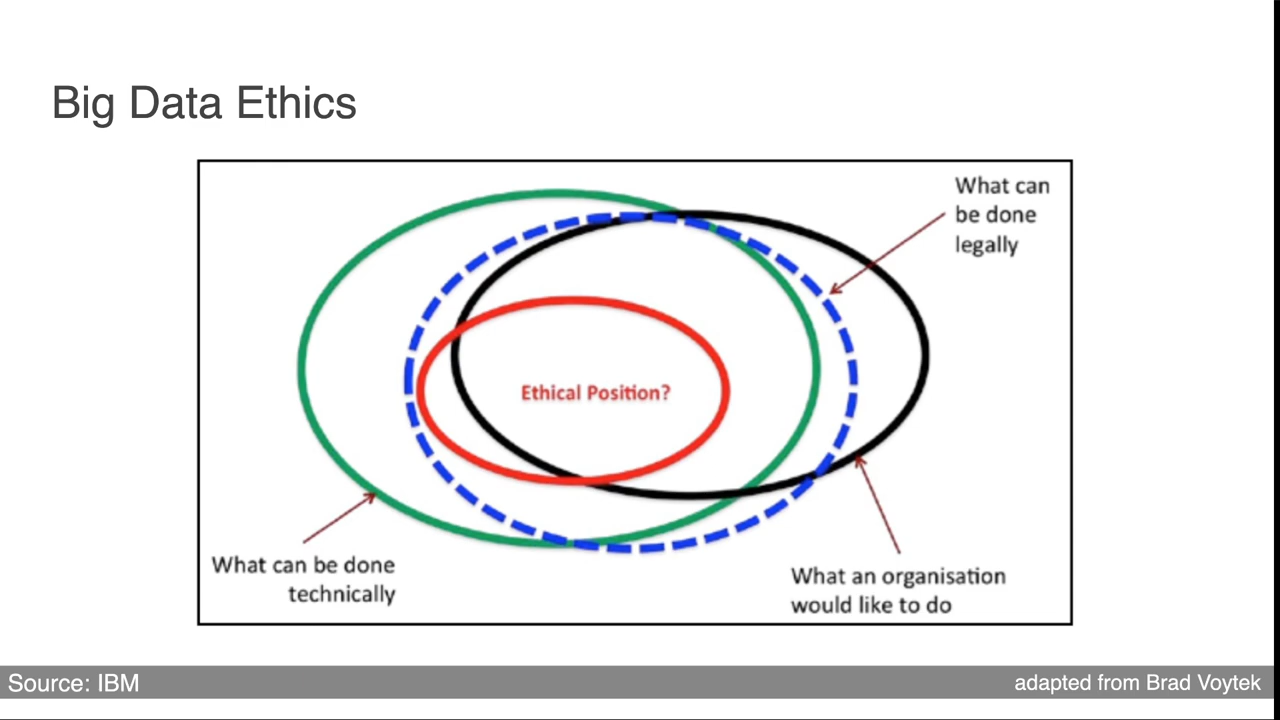 Big Data Ethics
What can
be done
legally
Ethical Position?
What can be done
technically
What an organisation
would like to do
Source: IBM
adapted from Brad Voytek